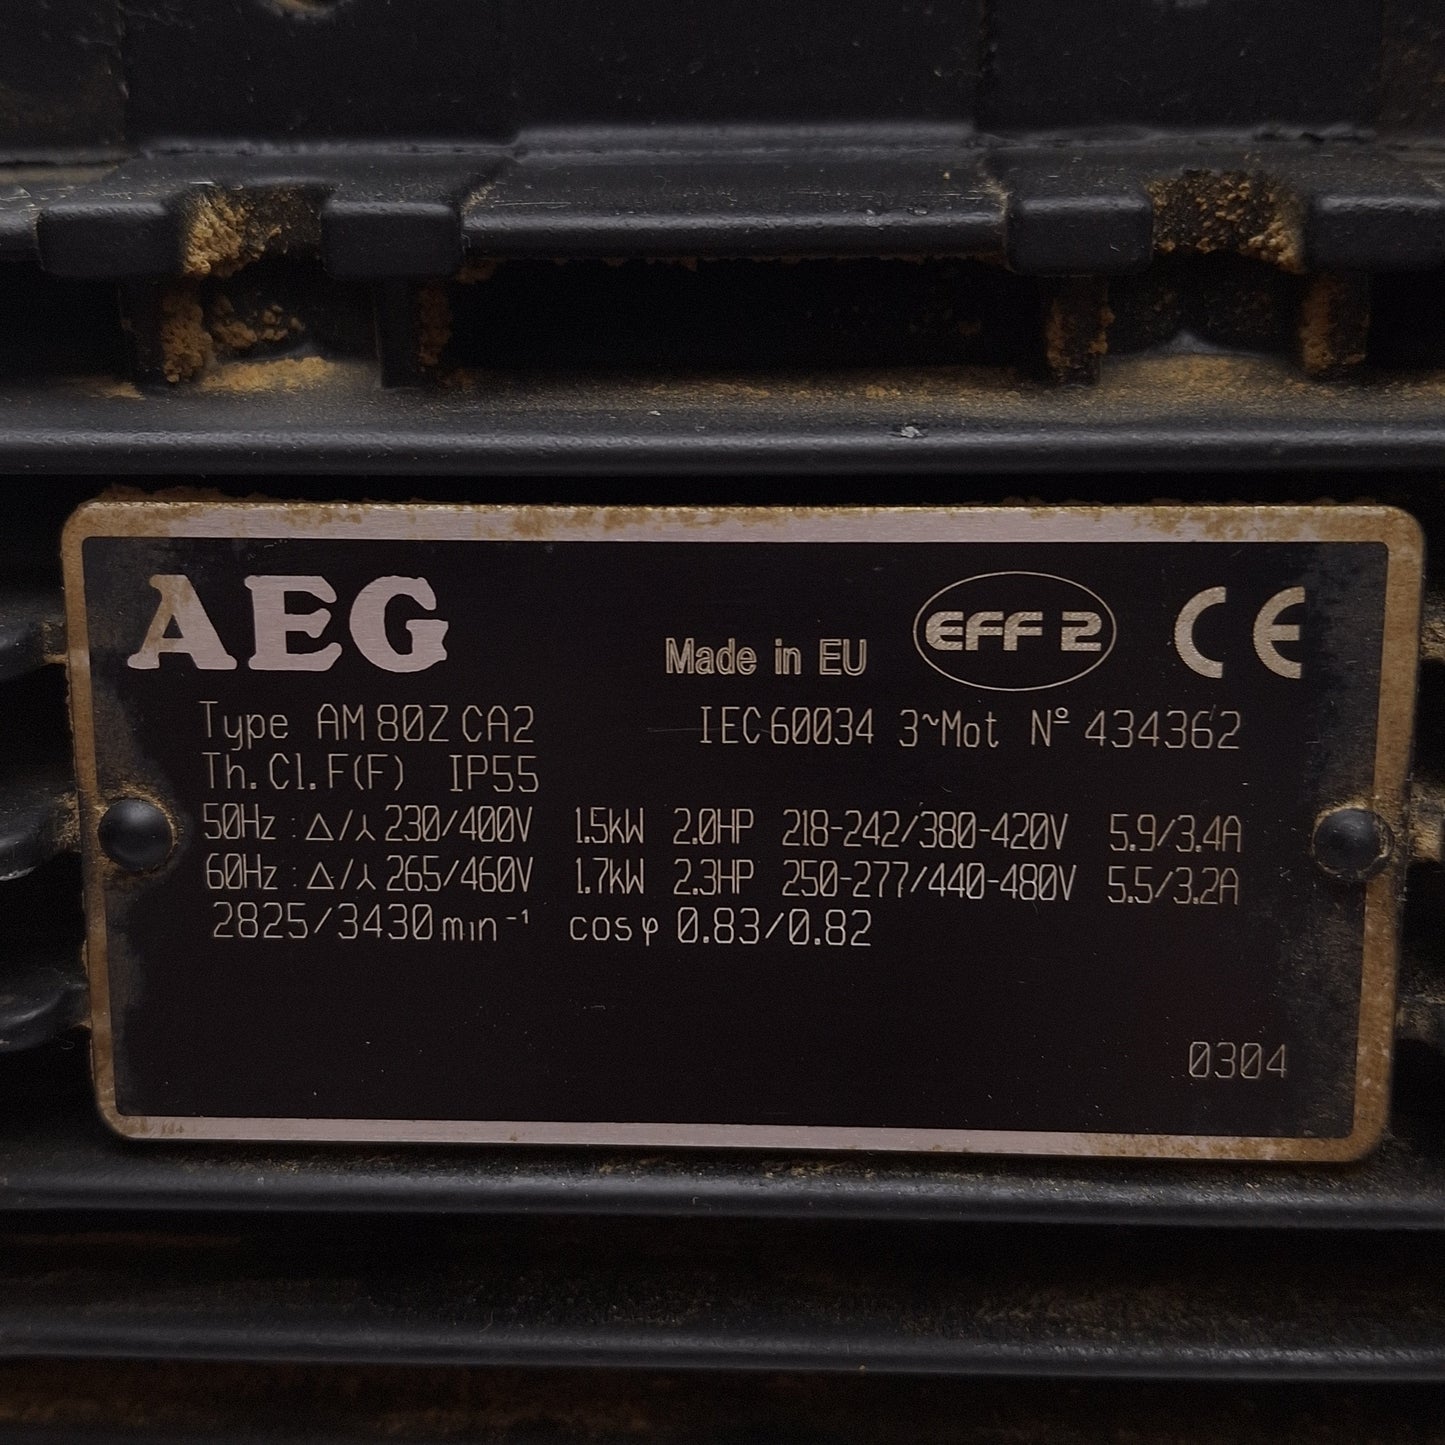 AEG Made in EU EFF 2 CE
Type AM 80Z CA2 IEC 60034 3~Mot Nº 434362
Th. Cl. F(F) IP55
50Hz : △/⅄ 230/400V 1.5kW 2.0HP 218-242/380-420V 5.9/3.4A
60Hz : △/⅄ 265/460V 1.7kW 2.3HP 250-277/440-480V 5.5/3.2A
2825/3430 min⁻¹ cos φ 0.83/0.82
0304